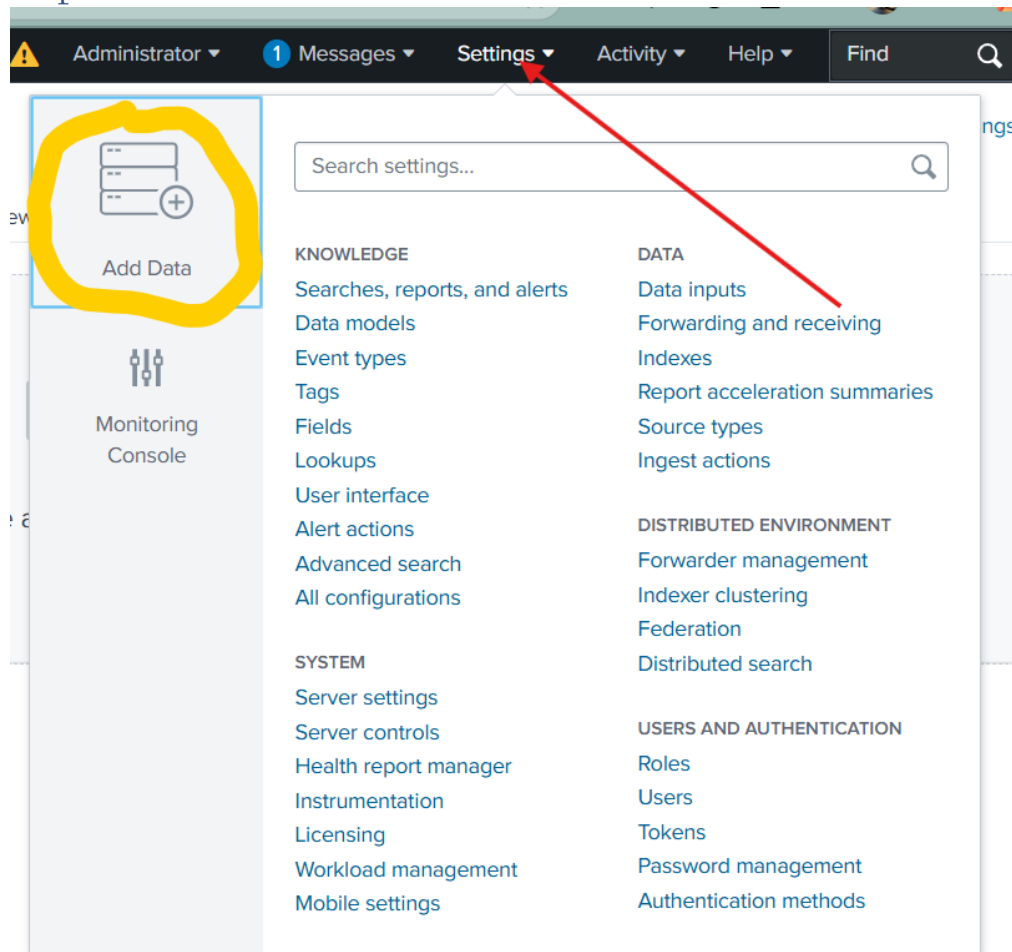 Administrator
1 Messages
Settings
Activity
Help
Find
ngs
Add Data
Monitoring
Console
Search settings...
KNOWLEDGE
Searches, reports, and alerts
Data models
Event types
Tags
Fields
Lookups
User interface
Alert actions
Advanced search
All configurations
SYSTEM
Server settings
Server controls
Health report manager
Instrumentation
Licensing
Workload management
Mobile settings
DATA
Data inputs
Forwarding and receiving
Indexes
Report acceleration summaries
Source types
Ingest actions
DISTRIBUTED ENVIRONMENT
Forwarder management
Indexer clustering
Federation
Distributed search
USERS AND AUTHENTICATION
Roles
Users
Tokens
Password management
Authentication methods